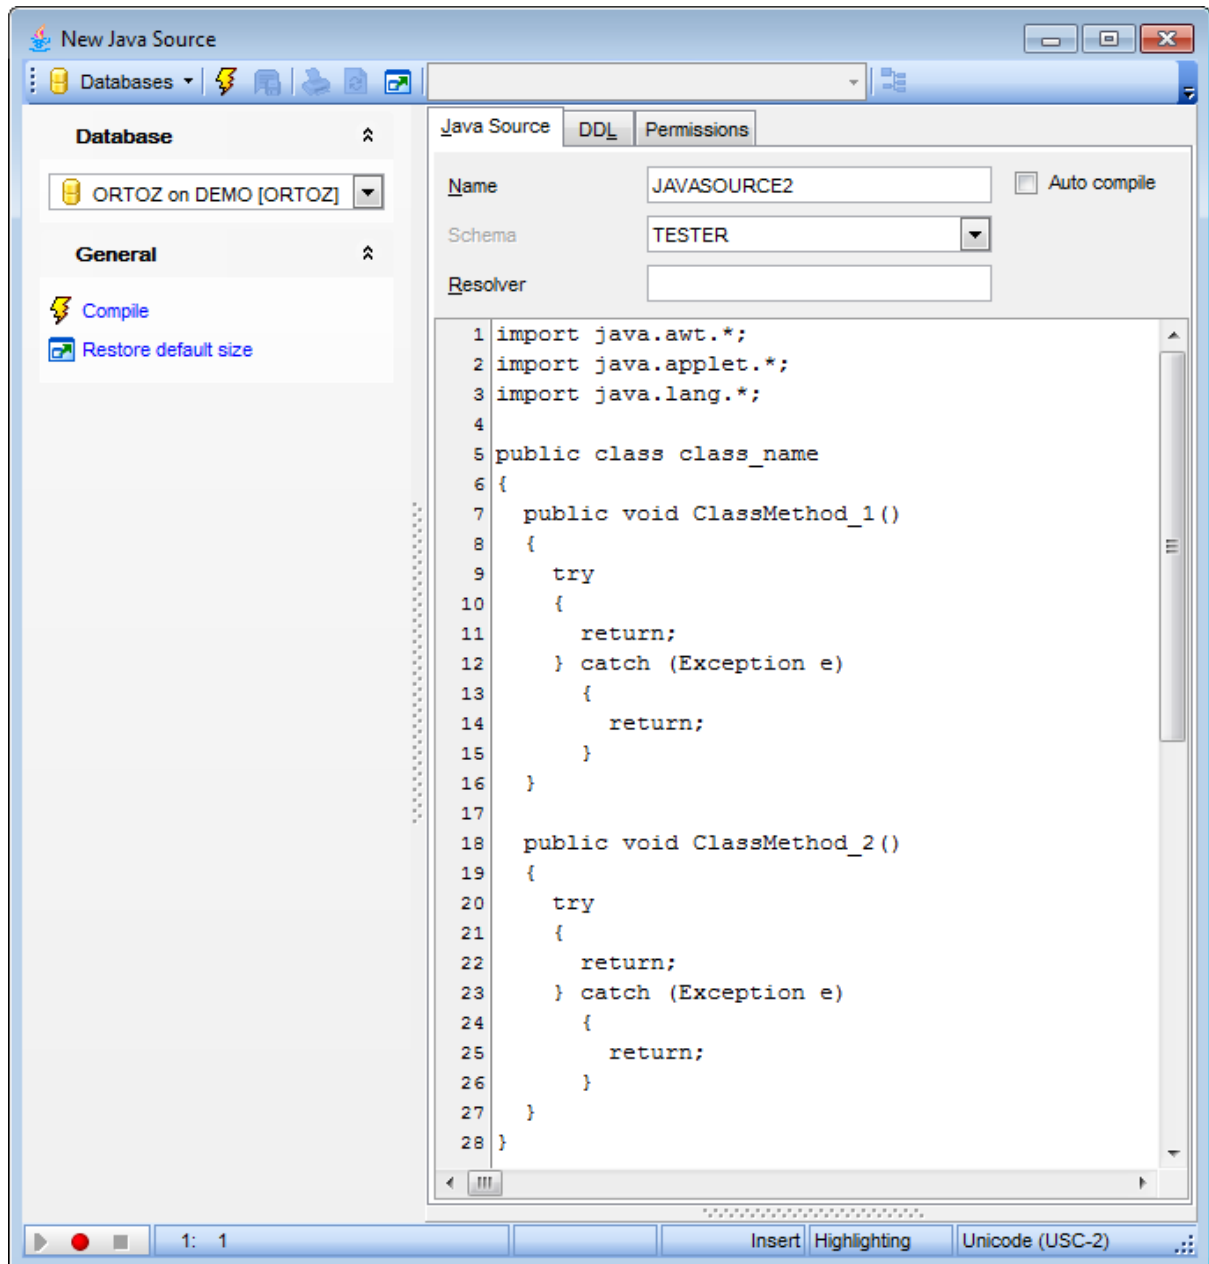 New Java Source
Databases
Database
ORTOZ on DEMO [ORTOZ]
General
Compile
Restore default size
Java Source DDL Permissions
Name JAVASOURCE2 Auto compile
Schema TESTER
Resolver
1 import java.awt.*;
2 import java.applet.*;
3 import java.lang.*;
4
5 public class class_name
6 {
7 public void ClassMethod_1()
8 {
9 try
10 {
11 return;
12 } catch (Exception e)
13 {
14 return;
15 }
16 }
17
18 public void ClassMethod_2()
19 {
20 try
21 {
22 return;
23 } catch (Exception e)
24 {
25 return;
26 }
27 }
28 }
1: 1 Insert Highlighting Unicode (USC-2)